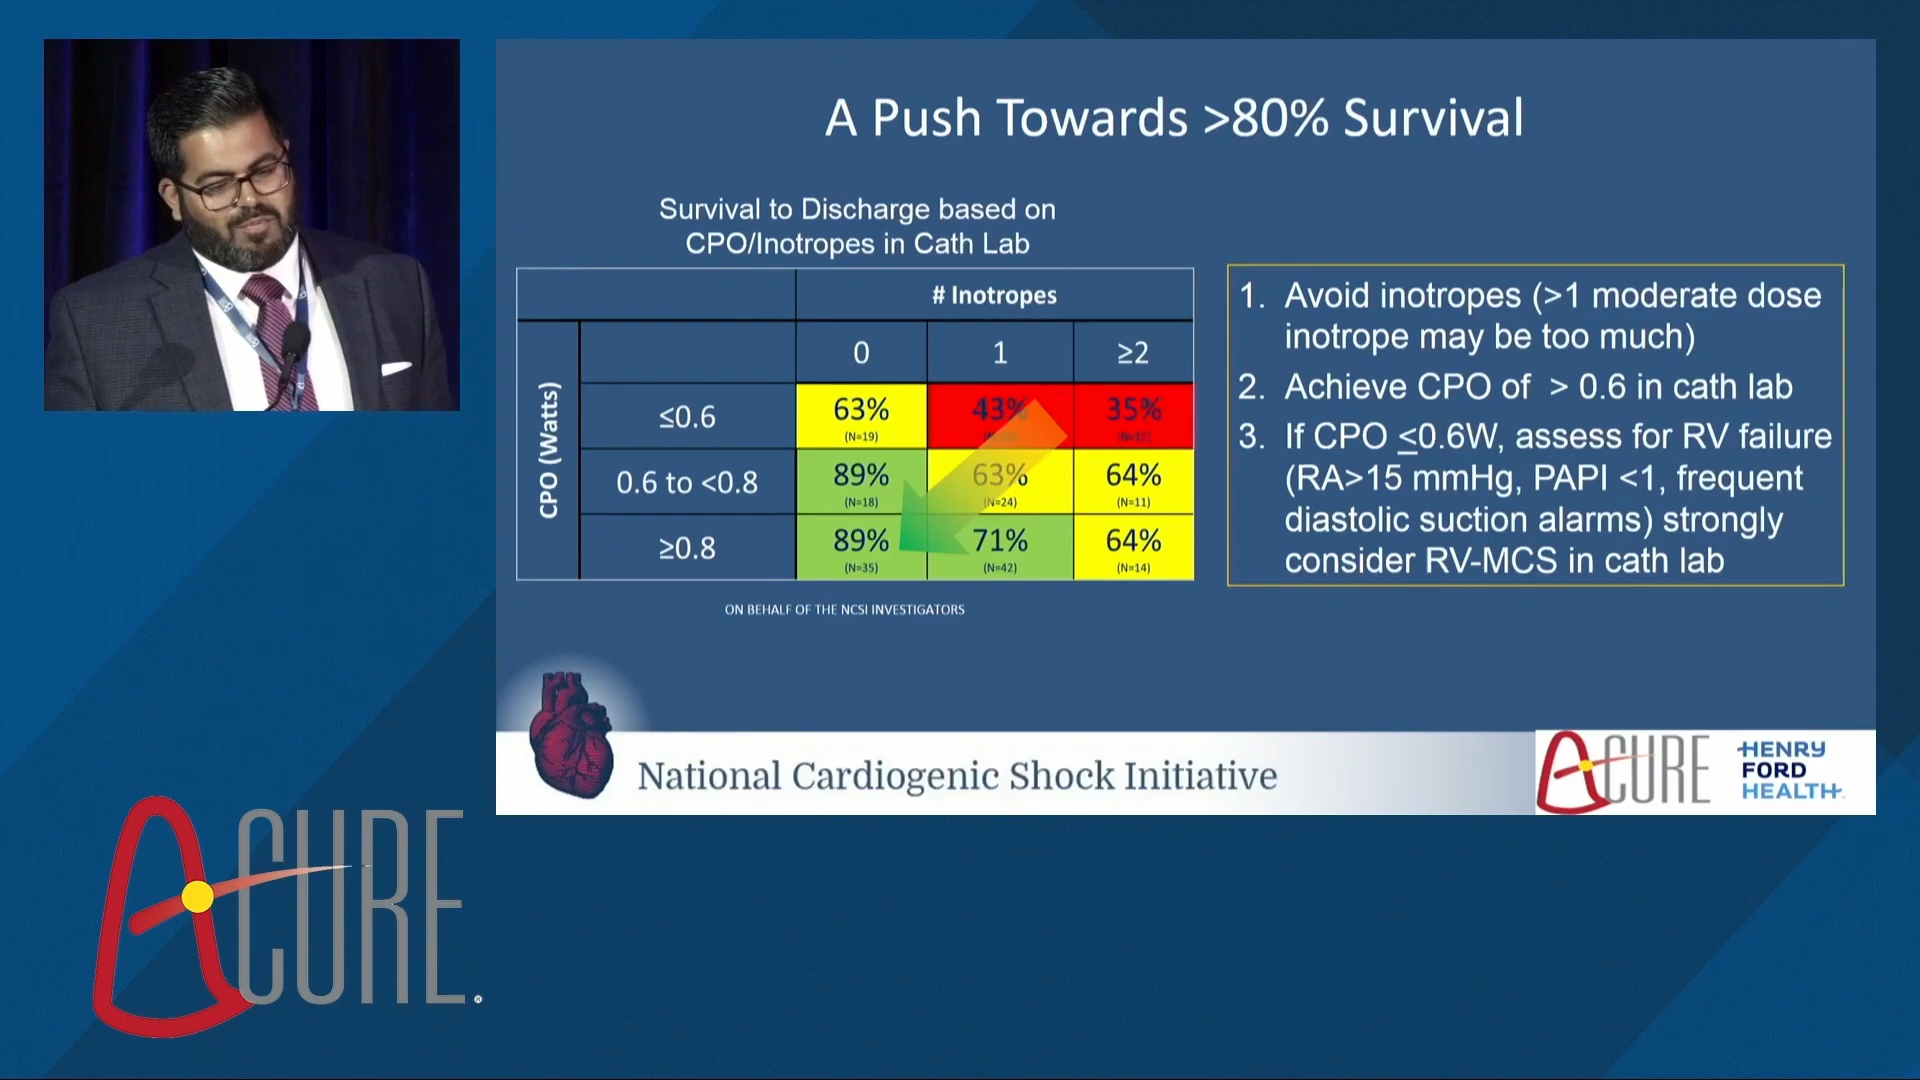 A Push Towards >80% Survival
Survival to Discharge based on
CPO/Inotropes in Cath Lab
# Inotropes
0 1 ≥2
CPO (Watts)
≤0.6 63% 43% 35%
(N=19) (N=17)
0.6 to <0.8 89% 63% 64%
(N=18) (N=24) (N=11)
≥0.8 89% 71% 64%
(N=35) (N=42) (N=14)
ON BEHALF OF THE NCSI INVESTIGATORS
1. Avoid inotropes (>1 moderate dose
inotrope may be too much)
2. Achieve CPO of > 0.6 in cath lab
3. If CPO ≤0.6W, assess for RV failure
(RA>15 mmHg, PAPI <1, frequent
diastolic suction alarms) strongly
consider RV-MCS in cath lab
National Cardiogenic Shock Initiative
ACURE
HENRY
FORD
HEALTH
ACURE®